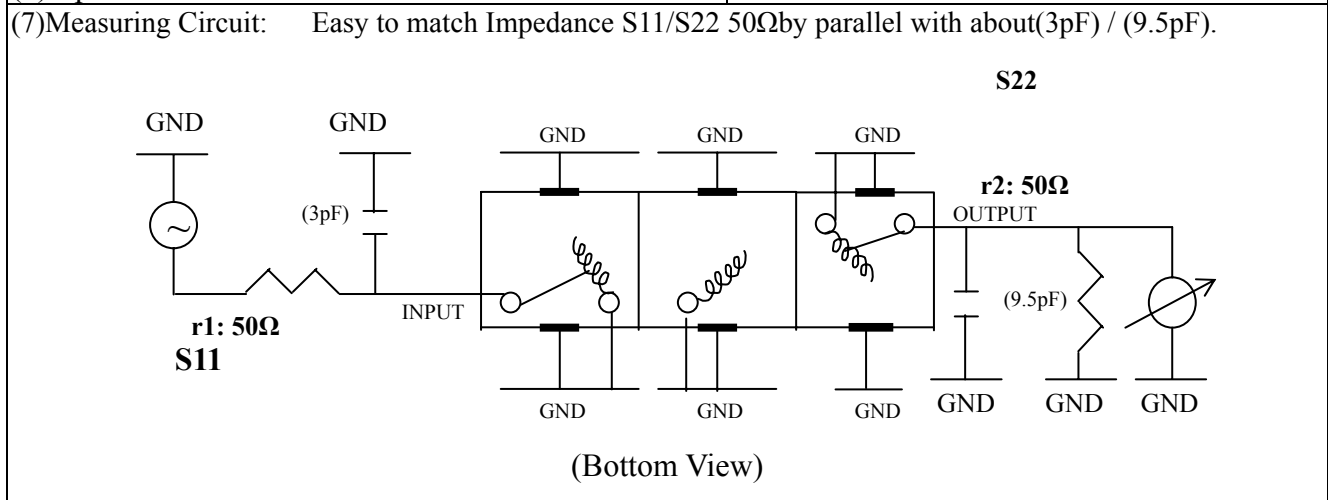 (7)Measuring Circuit: Easy to match Impedance S11/S22 50Ωby parallel with about(3pF) / (9.5pF).
S22
GND GND GND GND GND
r2: 50Ω
(3pF) OUTPUT
~
(9.5pF)
INPUT
r1: 50Ω
S11
GND GND GND GND GND GND
(Bottom View)